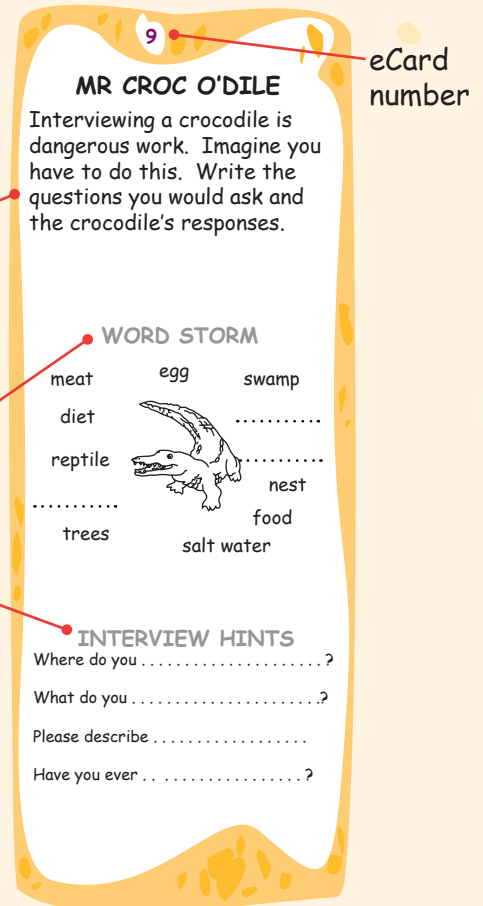 9
eCard
number
MR CROC O'DILE
Interviewing a crocodile is
dangerous work. Imagine you
have to do this. Write the
questions you would ask and
the crocodile's responses.
WORD STORM
meat egg swamp
diet ...........
reptile ...........
nest
...........
food
trees
salt water
INTERVIEW HINTS
Where do you . . . . . . . . . . . . . . . . . . . . . ?
What do you . . . . . . . . . . . . . . . . . . . . . .?
Please describe . . . . . . . . . . . . . . . . . .
Have you ever . . . . . . . . . . . . . . . . . . ?